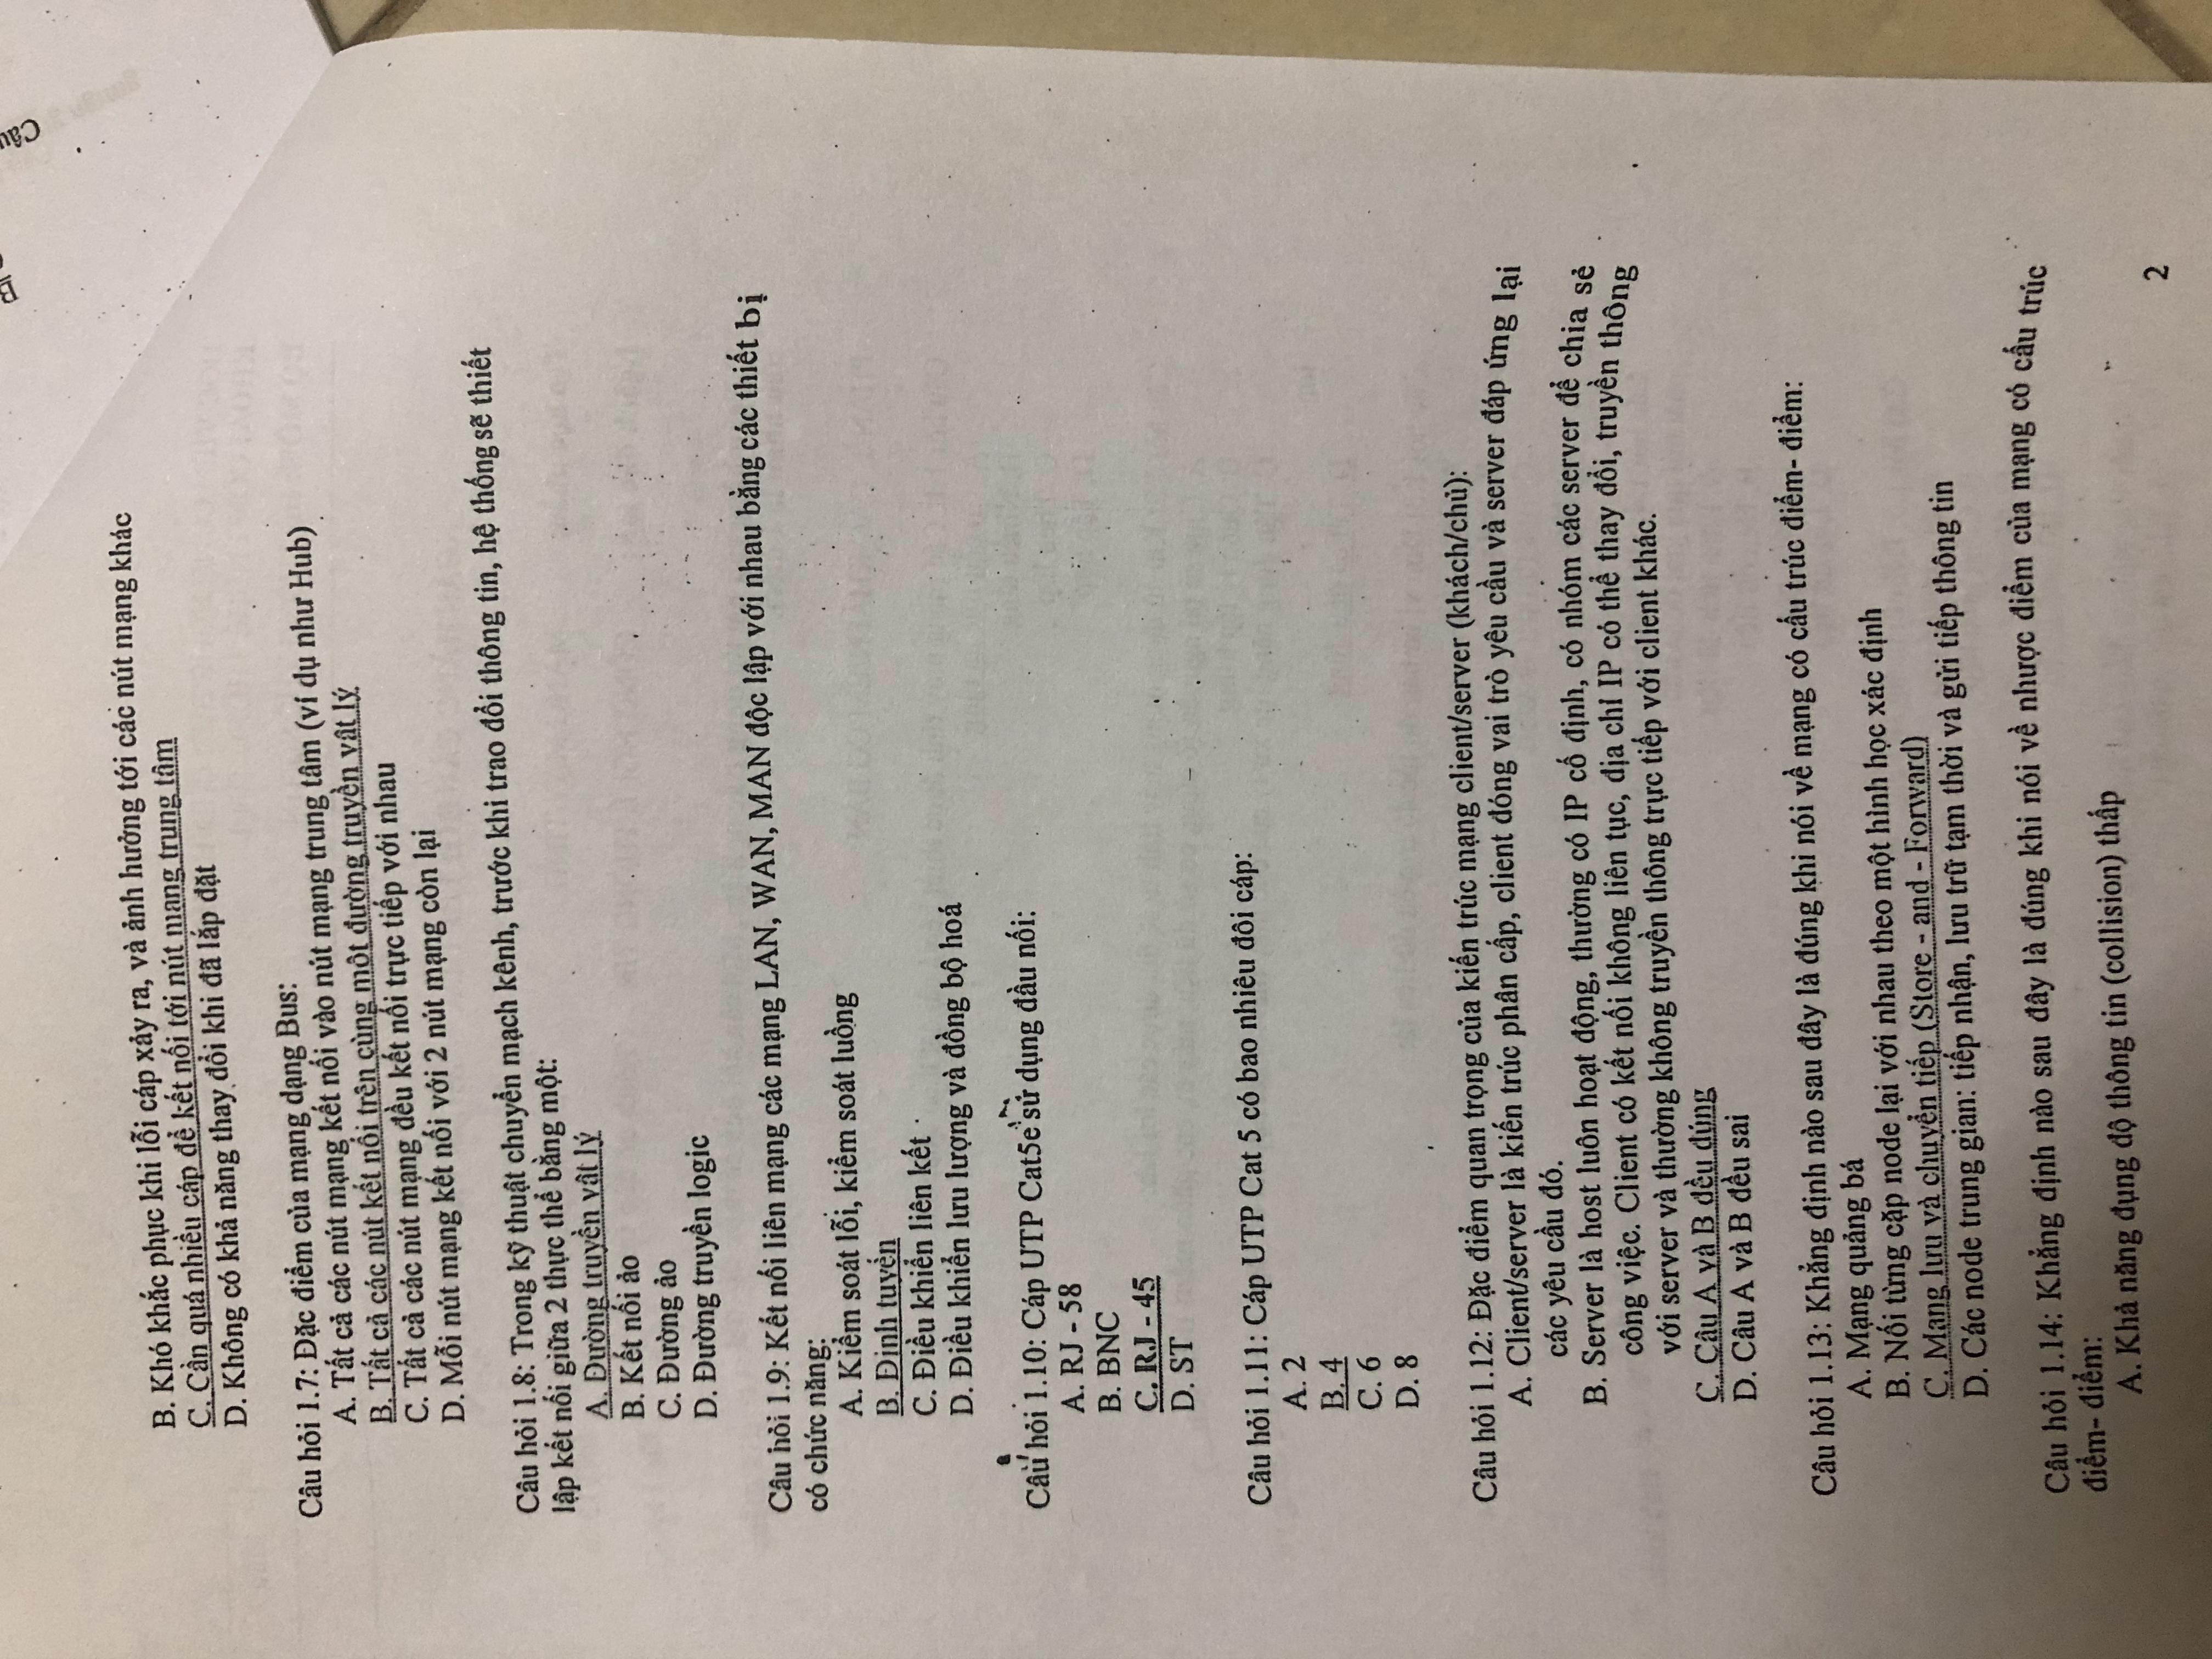 B
Câu
B. Khó khắc phục khi lỗi cáp xảy ra, và ảnh hưởng tới các nút mạng khác
C. Cần quá nhiều cáp để kết nối tới nút mạng trung tâm
D. Không có khả năng thay đổi khi đã lắp đặt
Câu hỏi 1.7: Đặc điểm của mạng dạng Bus:
A. Tất cả các nút mạng kết nối vào nút mạng trung tâm (ví dụ như Hub)
B. Tất cả các nút kết nối trên cùng một đường truyền vật lý
C. Tất cả các nút mạng đều kết nối trực tiếp với nhau
D. Mỗi nút mạng kết nối với 2 nút mạng còn lại
Câu hỏi 1.8: Trong kỹ thuật chuyển mạch kênh, trước khi trao đổi thông tin, hệ thống sẽ thiết
lập kết nối giữa 2 thực thể bằng một:
A. Đường truyền vật lý
B. Kết nối ảo
C. Đường ảo
D. Đường truyền logic
Câu hỏi 1.9: Kết nối liên mạng các mạng LAN, WAN, MAN độc lập với nhau bằng các thiết bị
có chức năng:
A. Kiểm soát lỗi, kiểm soát luồng
B. Định tuyến
C. Điều khiển liên kết
D. Điều khiển lưu lượng và đồng bộ hoá
Câu hỏi 1.10: Cáp UTP Cat5e sử dụng đầu nối:
A. RJ - 58
B. BNC
C. RJ - 45
D. ST
Câu hỏi 1.11: Cáp UTP Cat 5 có bao nhiêu đôi cáp:
A. 2
B. 4
C. 6
D. 8
Câu hỏi 1.12: Đặc điểm quan trọng của kiến trúc mạng client/server (khách/chủ):
A. Client/server là kiến trúc phân cấp, client đóng vai trò yêu cầu và server đáp ứng lại
các yêu cầu đó.
B. Server là host luôn hoạt động, thường có IP cố định, có nhóm các server để chia sẻ
công việc. Client có kết nối không liên tục, địa chỉ IP có thể thay đổi, truyền thông
với server và thường không truyền thông trực tiếp với client khác.
C. Câu A và B đều đúng
D. Câu A và B đều sai
Câu hỏi 1.13: Khẳng định nào sau đây là đúng khi nói về mạng có cấu trúc điểm- điểm:
A. Mạng quảng bá
B. Nối từng cặp node lại với nhau theo một hình học xác định
C. Mạng lưu và chuyển tiếp (Store - and - Forward)
D. Các node trung gian: tiếp nhận, lưu trữ tạm thời và gửi tiếp thông tin
Câu hỏi 1.14: Khẳng định nào sau đây là đúng khi nói về nhược điểm của mạng có cấu trúc
điểm- điểm:
A. Khả năng đụng độ thông tin (collision) thấp
2